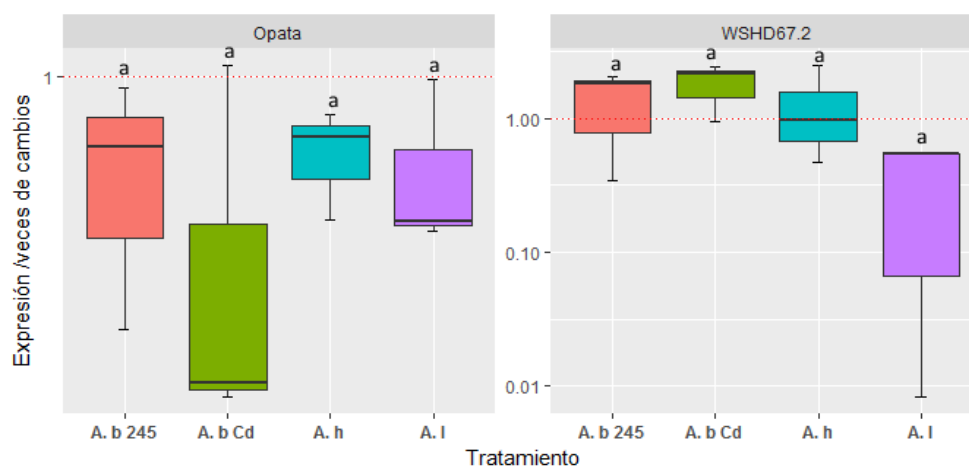 Opata
WSHD67.2
Expresión /veces de cambios
1
a
a
a
a
1.00
0.10
0.01
a
a
a
a
A. b 245
A. b Cd
A. h
A. l
A. b 245
A. b Cd
A. h
A. l
Tratamiento